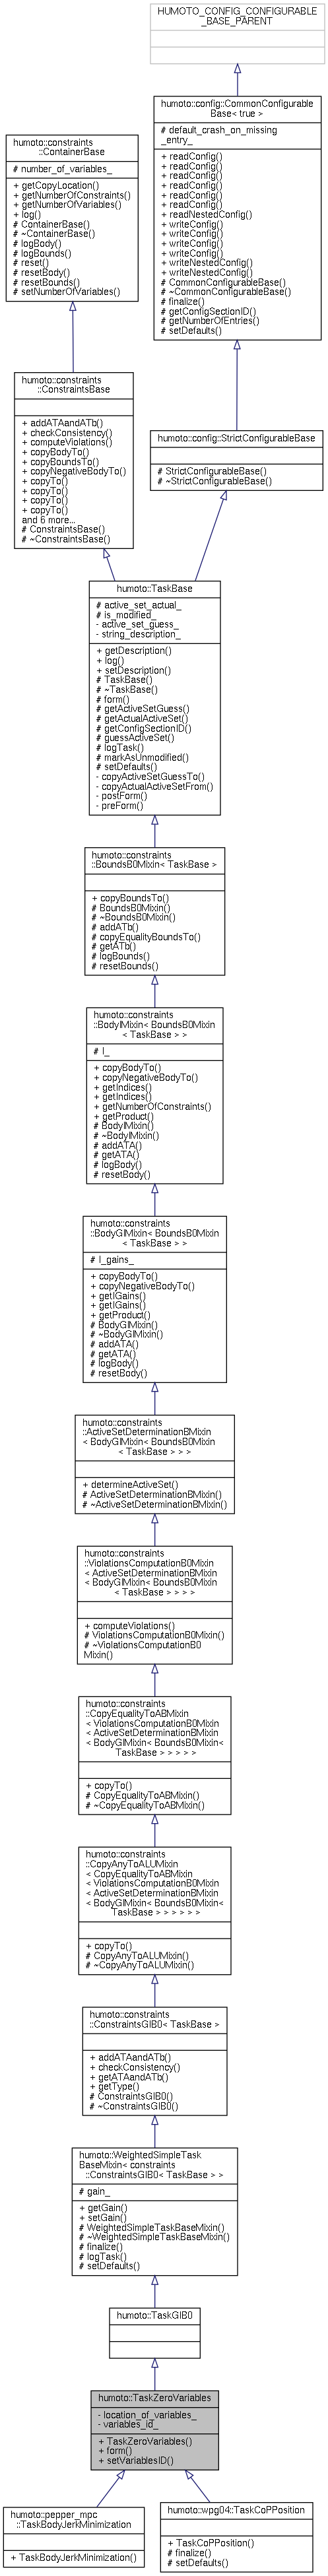 HUMOTO_CONFIG_CONFIGURABLE
_BASE_PARENT
humoto::config::CommonConfigurable
Base< true >
# default_crash_on_missing
_entry_
+ readConfig()
+ readConfig()
+ readConfig()
+ readConfig()
+ readConfig()
+ readConfig()
+ readNestedConfig()
+ writeConfig()
+ writeConfig()
+ writeConfig()
+ writeConfig()
+ writeNestedConfig()
+ writeNestedConfig()
# CommonConfigurableBase()
# ~CommonConfigurableBase()
# finalize()
# getConfigSectionID()
# getNumberOfEntries()
# setDefaults()
humoto::constraints
::ContainerBase
# number_of_variables_
+ getCopyLocation()
+ getNumberOfConstraints()
+ getNumberOfVariables()
+ log()
# ContainerBase()
# ~ContainerBase()
# logBody()
# logBounds()
# reset()
# resetBody()
# resetBounds()
# setNumberOfVariables()
humoto::constraints
::ConstraintsBase
+ addATAandATb()
+ checkConsistency()
+ computeViolations()
+ copyBodyTo()
+ copyBoundsTo()
+ copyNegativeBodyTo()
+ copyTo()
+ copyTo()
+ copyTo()
+ copyTo()
and 6 more...
# ConstraintsBase()
# ~ConstraintsBase()
humoto::config::StrictConfigurableBase
# StrictConfigurableBase()
# ~StrictConfigurableBase()
humoto::TaskBase
# active_set_actual_
# is_modified_
- active_set_guess_
- string_description_
+ getDescription()
+ log()
+ setDescription()
# TaskBase()
# ~TaskBase()
# form()
# getActiveSetGuess()
# getActualActiveSet()
# getConfigSectionID()
# guessActiveSet()
# logTask()
# markAsUnmodified()
# setDefaults()
- copyActiveSetGuessTo()
- copyActualActiveSetFrom()
- postForm()
- preForm()
humoto::constraints
::BoundsB0Mixin< TaskBase >
+ copyBoundsTo()
# BoundsB0Mixin()
# ~BoundsB0Mixin()
# addATb()
# copyEqualityBoundsTo()
# getATb()
# logBounds()
# resetBounds()
humoto::constraints
::BodyIMixin< BoundsB0Mixin
< TaskBase > >
# I_
+ copyBodyTo()
+ copyNegativeBodyTo()
+ getIndices()
+ getIndices()
+ getNumberOfConstraints()
+ getProduct()
# BodyIMixin()
# ~BodyIMixin()
# addATA()
# getATA()
# logBody()
# resetBody()
humoto::constraints
::BodyGIMixin< BoundsB0Mixin
< TaskBase > >
# I_gains_
+ copyBodyTo()
+ copyNegativeBodyTo()
+ getIGains()
+ getIGains()
+ getProduct()
# BodyGIMixin()
# ~BodyGIMixin()
# addATA()
# getATA()
# logBody()
# resetBody()
humoto::constraints
::ActiveSetDeterminationBMixin
< BodyGIMixin< BoundsB0Mixin
< TaskBase > > >
+ determineActiveSet()
# ActiveSetDeterminationBMixin()
# ~ActiveSetDeterminationBMixin()
humoto::constraints
::ViolationsComputationB0Mixin
< ActiveSetDeterminationBMixin
< BodyGIMixin< BoundsB0Mixin
< TaskBase > > > >
+ computeViolations()
# ViolationsComputationB0Mixin()
# ~ViolationsComputationB0
Mixin()
humoto::constraints
::CopyEqualityToABMixin
< ViolationsComputationB0Mixin
< ActiveSetDeterminationBMixin
< BodyGIMixin< BoundsB0Mixin<
TaskBase > > > > >
+ copyTo()
# CopyEqualityToABMixin()
# ~CopyEqualityToABMixin()
humoto::constraints
::CopyAnyToALUMixin
< CopyEqualityToABMixin
< ViolationsComputationB0Mixin
< ActiveSetDeterminationBMixin
< BodyGIMixin< BoundsB0Mixin<
TaskBase > > > > > >
+ copyTo()
# CopyAnyToALUMixin()
# ~CopyAnyToALUMixin()
humoto::constraints
::ConstraintsGIB0< TaskBase >
+ addATAandATb()
+ checkConsistency()
+ getATAandATb()
+ getType()
# ConstraintsGIB0()
# ~ConstraintsGIB0()
humoto::WeightedSimpleTask
BaseMixin< constraints
::ConstraintsGIB0< TaskBase > >
# gain_
+ getGain()
+ setGain()
# WeightedSimpleTaskBaseMixin()
# ~WeightedSimpleTaskBaseMixin()
# finalize()
# logTask()
# setDefaults()
humoto::TaskGIB0
humoto::TaskZeroVariables
- location_of_variables_
- variables_id_
+ TaskZeroVariables()
+ form()
+ setVariablesID()
humoto::pepper_mpc
::TaskBodyJerkMinimization
+ TaskBodyJerkMinimization()
humoto::wpg04::TaskCoPPosition
+ TaskCoPPosition()
# finalize()
# setDefaults()